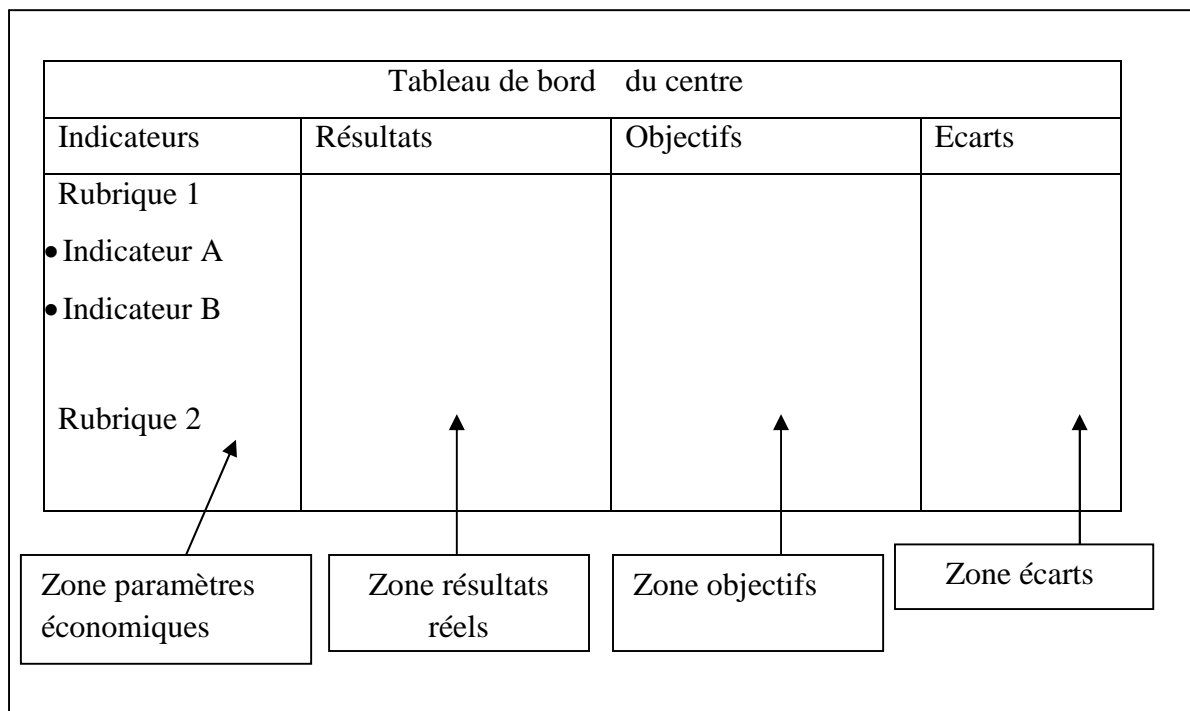 Tableau de bord du centre
Indicateurs Résultats Objectifs Ecarts
Rubrique 1
• Indicateur A
• Indicateur B
Rubrique 2
Zone paramètres
économiques
Zone résultats
réels
Zone objectifs
Zone écarts